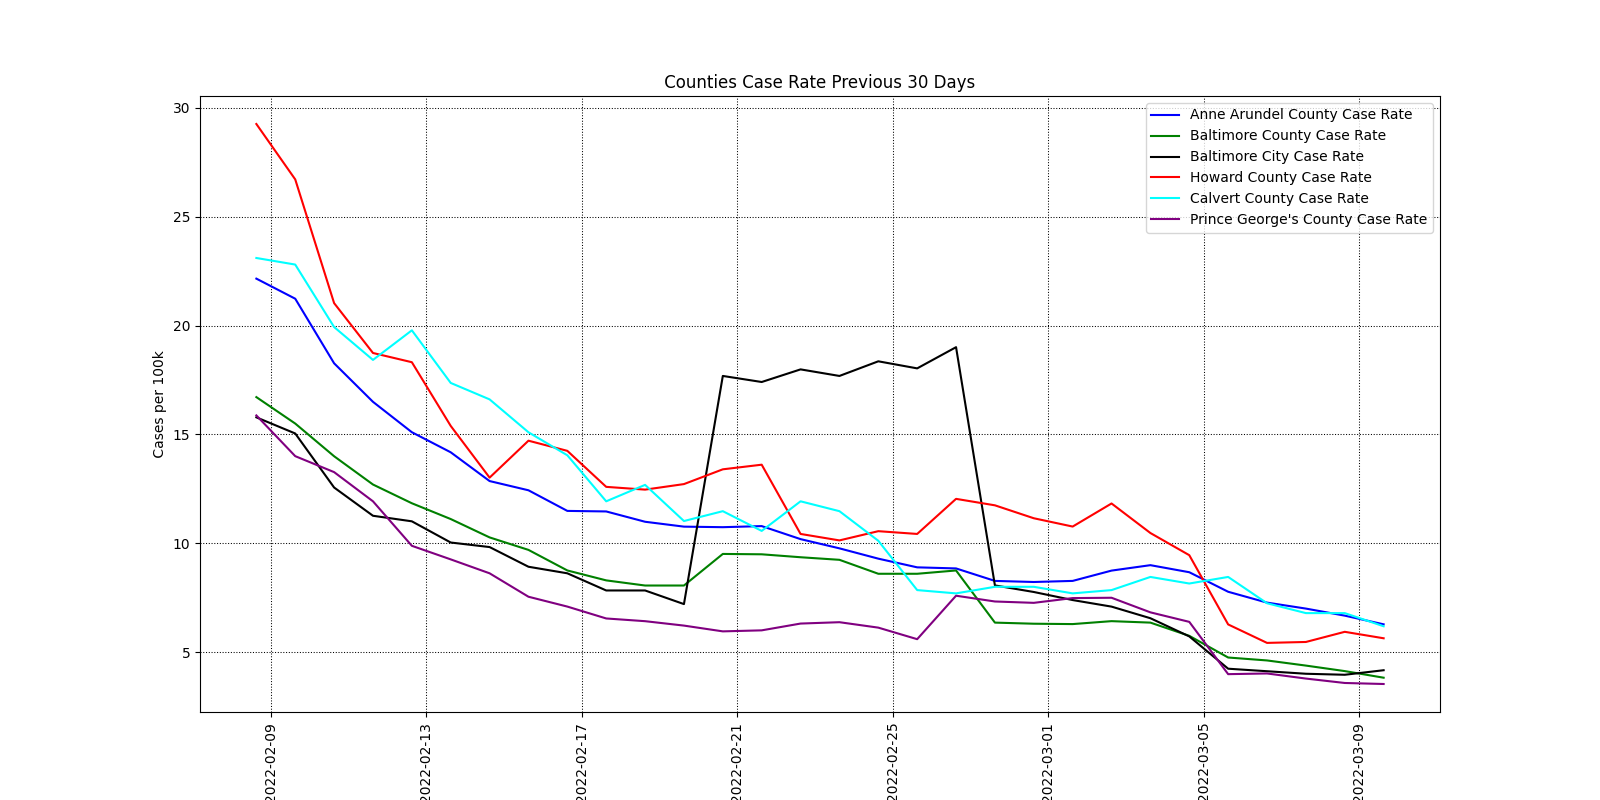 Counties Case Rate Previous 30 Days
30
25
20
15
10
5
Cases per 100k
Anne Arundel County Case Rate
Baltimore County Case Rate
Baltimore City Case Rate
Howard County Case Rate
Calvert County Case Rate
Prince George's County Case Rate
2022-02-09
2022-02-13
2022-02-17
2022-02-21
2022-02-25
2022-03-01
2022-03-05
2022-03-09